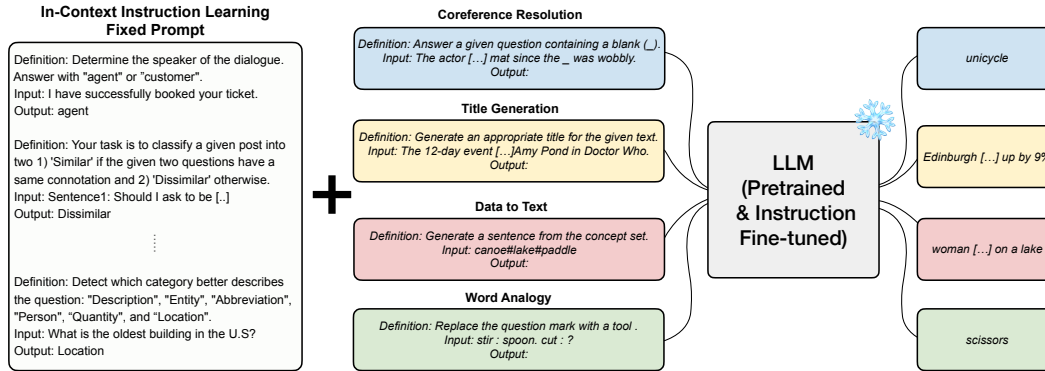 In-Context Instruction Learning
Fixed Prompt
Definition: Determine the speaker of the dialogue.
Answer with "agent" or ”customer".
Input: I have successfully booked your ticket.
Output: agent
Definition: Your task is to classify a given post into
two 1) 'Similar' if the given two questions have a
same connotation and 2) 'Dissimilar' otherwise.
Input: Sentence1: Should I ask to be [..]
Output: Dissimilar
Definition: Detect which category better describes
the question: "Description", "Entity", "Abbreviation",
"Person", “Quantity", and “Location".
Input: What is the oldest building in the U.S?
Output: Location
+
Coreference Resolution
Definition: Answer a given question containing a blank (_).
Input: The actor […] mat since the _ was wobbly.
Output:
Title Generation
Definition: Generate an appropriate title for the given text.
Input: The 12-day event […]Amy Pond in Doctor Who.
Output:
Data to Text
Definition: Generate a sentence from the concept set.
Input: canoe#lake#paddle
Output:
Word Analogy
Definition: Replace the question mark with a tool .
Input: stir : spoon. cut : ?
Output:
LLM
(Pretrained
& Instruction
Fine-tuned)
unicycle
Edinburgh […] up by 9%
woman […] on a lake
scissors